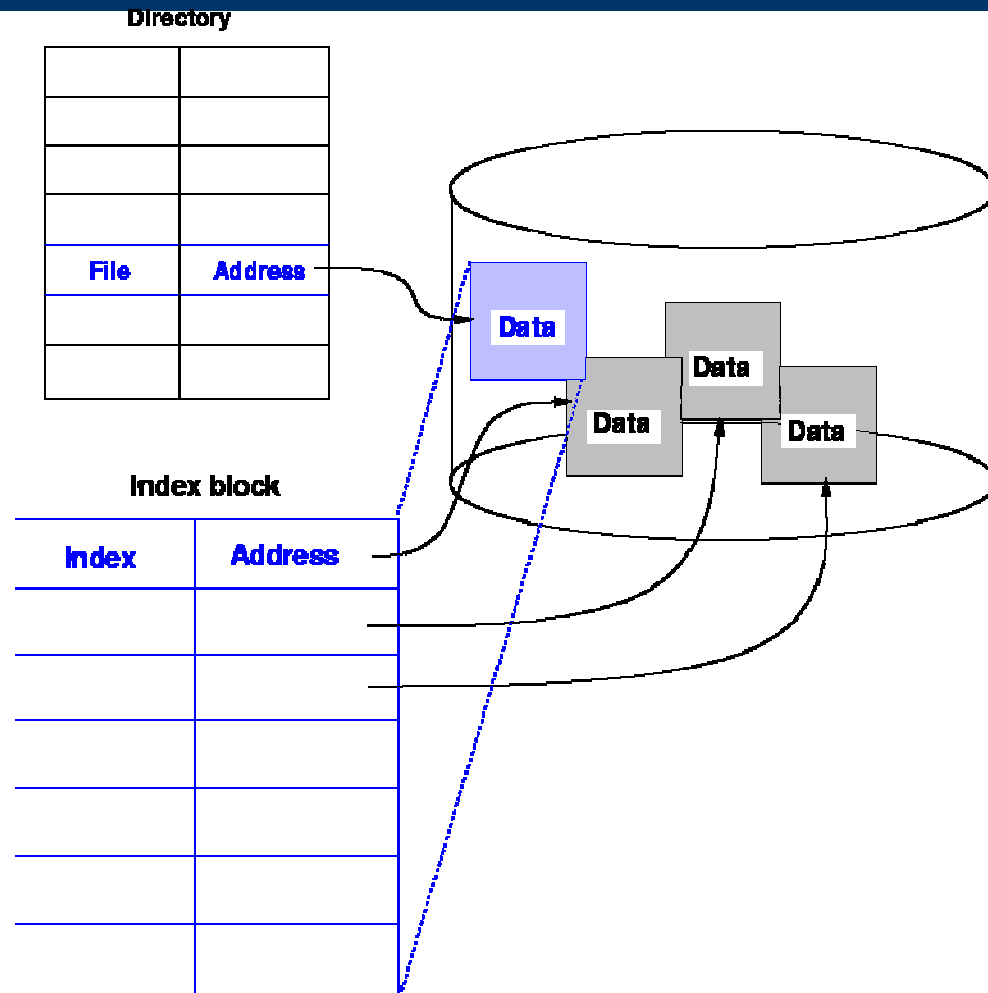 Directory
File Address
Data
Data
Data
Data
Index block
Index Address